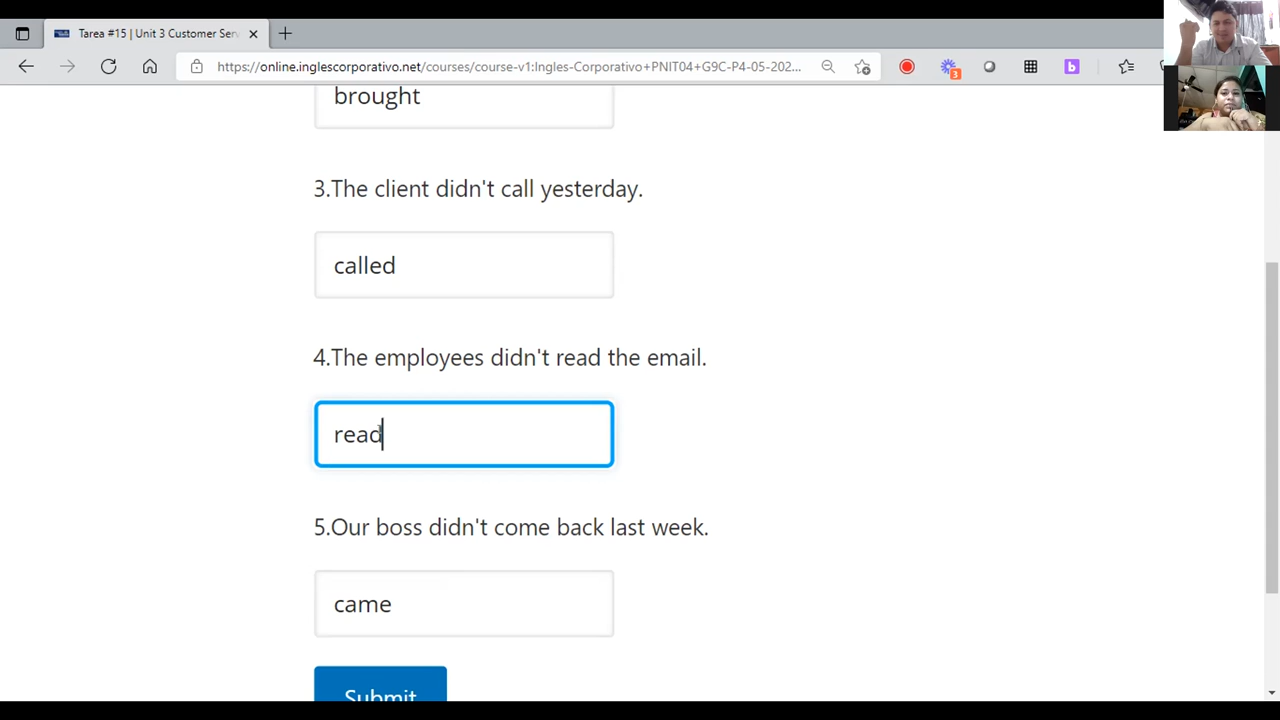 Tarea #15 | Unit 3 Customer Serv
https://online.inglescorporativo.net/courses/course-v1:Ingles-Corporativo+PNIT04+G9C-P4-05-202...
3
b
brought
3.The client didn't call yesterday.
called
4.The employees didn't read the email.
read
5.Our boss didn't come back last week.
came
Submit